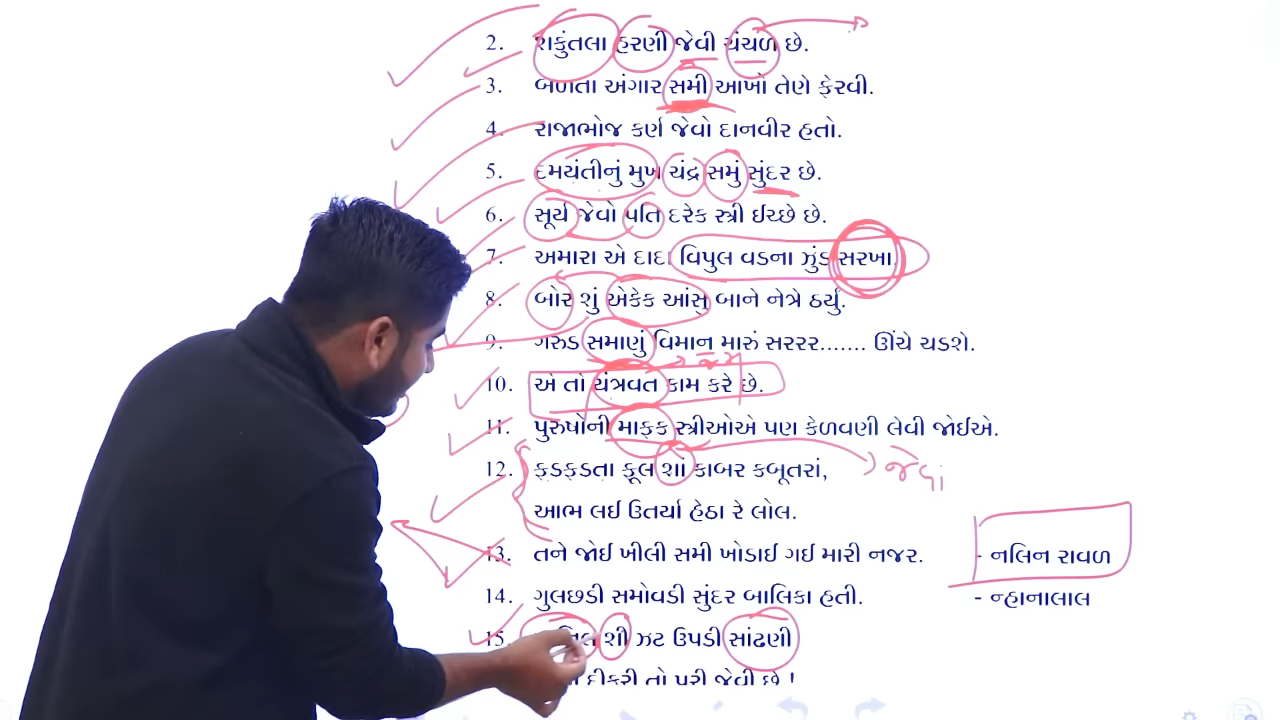 2. શકુંતલા હરણી જેવી ચંચળ છે.
3. બળતા અંગાર સમી આંખો તેણે ફેરવી.
4. રાજાભોજ કર્ણ જેવો દાનવીર હતો.
5. દમયંતીનું મુખ ચંદ્ર સમું સુંદર છે.
6. સૂર્ય જેવો પતિ દરેક સ્ત્રી ઈચ્છે છે.
7. અમારા એ દાદા વિપુલ વડના ઝુંડ સરખા
8. બોર શું એકેક આંસુ બાને નેત્રે ઠર્યું.
9. ગરુડ સમાણું વિમાન મારું સરરર....... ઊંચે ચડશે.
જેમ
10. એ તો યંત્રવત કામ કરે છે.
11. પુરુષોની માફક સ્ત્રીઓએ પણ કેળવણી લેવી જોઈએ.
12. ફડફડતા ફૂલ શાં કાબર કબૂતરાં, જેવાં
આભ લઈ ઉતર્યા હેઠા રે લોલ.
13. તને જોઈ ખીલી સમી ખોડાઈ ગઈ મારી નજર. - નલિન રાવળ
14. ગુલછડી સમોવડી સુંદર બાલિકા હતી. - ન્હાનાલાલ
15. શી ઝટ ઉપડી સાંઢણી
દીકરી તો પરી જેવી છે !